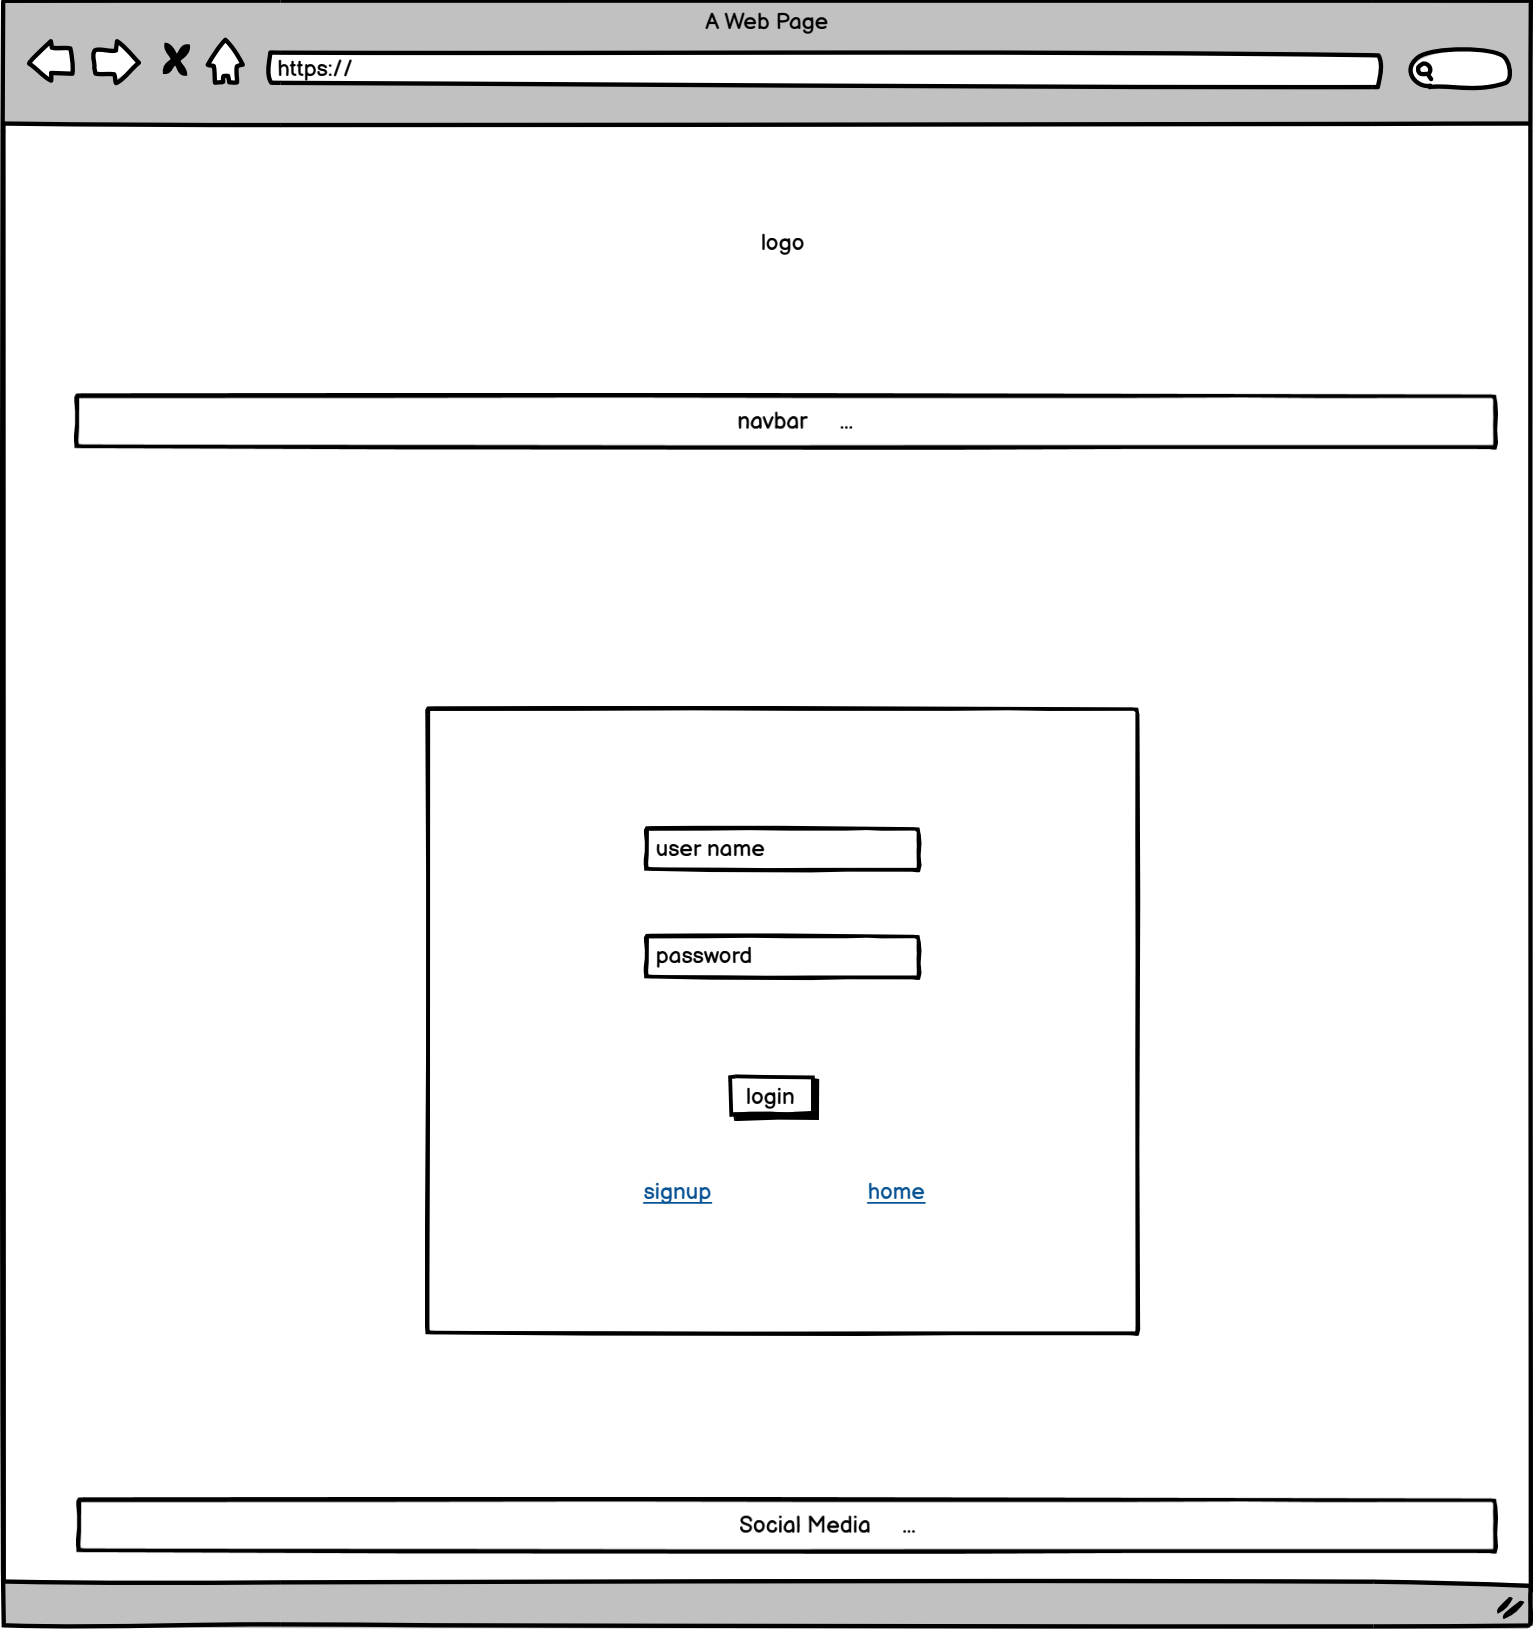 A Web Page
https://
logo
navbar ...
user name
password
login
signup home
Social Media ...